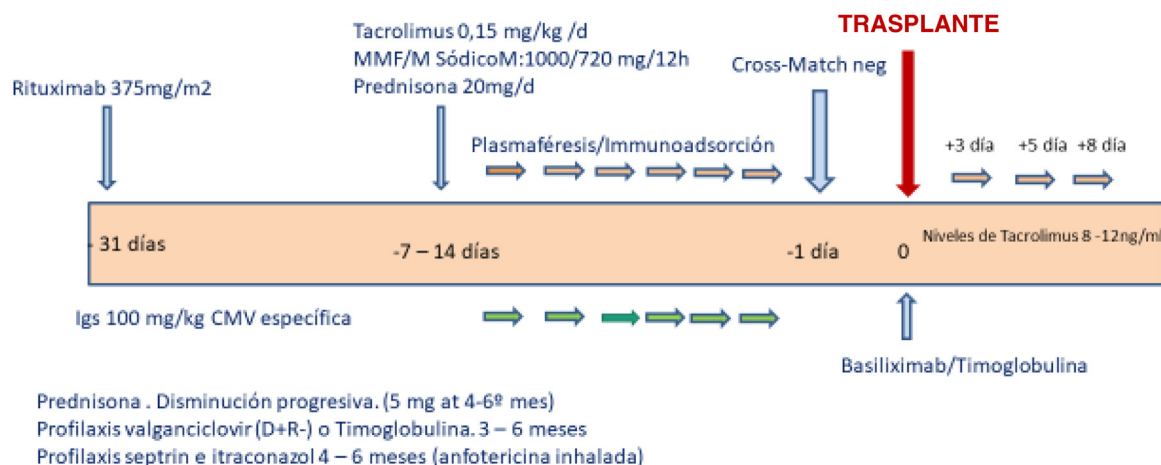 TRASPLANTE
Tacrolimus 0,15 mg/kg /d
MMF/M SódicoM:1000/720 mg/12h
Prednisona 20mg/d
Cross-Match neg
Rituximab 375mg/m2
Plasmaféresis/Immunoadsorción
+3 día +5 día +8 día
- 31 días
-7 – 14 días
-1 día
0
Niveles de Tacrolimus 8 -12ng/ml
Igs 100 mg/kg CMV específica
Basiliximab/Timoglobulina
Prednisona . Disminución progresiva. (5 mg at 4-6º mes)
Profilaxis valganciclovir (D+R-) o Timoglobulina. 3 – 6 meses
Profilaxis septrin e itraconazol 4 – 6 meses (anfotericina inhalada)